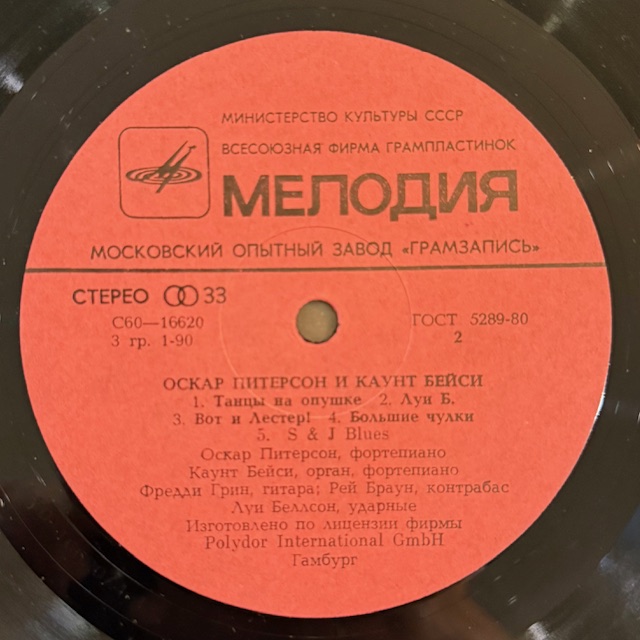 МИНИСТЕРСТВО КУЛЬТУРЫ СССР
ВСЕСОЮЗНАЯ ФИРМА ГРАМПЛАСТИНОК
МЕЛОДИЯ
МОСКОВСКИЙ ОПЫТНЫЙ ЗАВОД «ГРАМЗАПИСЬ»
СТЕРЕО 33
С60—16620 ГОСТ 5289-80
3 гр. 1-90 2
ОСКАР ПИТЕРСОН И КАУНТ БЕЙСИ
1. Танцы на опушке 2. Луи Б.
3. Вот и Лестер! 4. Большие чулки
5. S & J Blues
Оскар Питерсон, фортепиано
Каунт Бейси, орган, фортепиано
Фредди Грин, гитара; Рей Браун, контрабас
Луи Беллсон, ударные
Изготовлено по лицензии фирмы
Polydor International GmbH
Гамбург